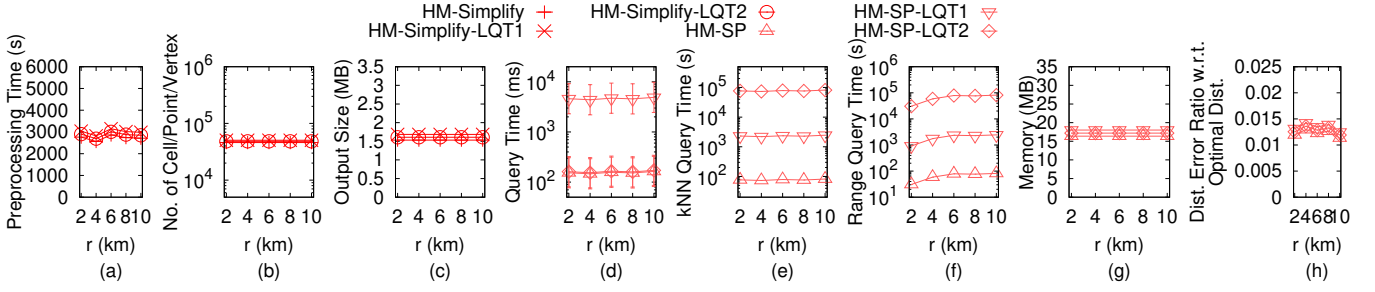 HM-Simplify
HM-Simplify-LQT1
HM-Simplify-LQT2
HM-SP
HM-SP-LQT1
HM-SP-LQT2
Preprocessing Time (s)
6000
5000
4000
3000
2000
1000
0
2 4 6 8 10
r (km)
(a)
No. of Cell/Point/Vertex
10^6
10^5
10^4
2 4 6 8 10
r (km)
(b)
Output Size (MB)
3.5
3
2.5
2
1.5
1
0.5
0
2 4 6 8 10
r (km)
(c)
Query Time (ms)
10^4
10^3
10^2
2 4 6 8 10
r (km)
(d)
kNN Query Time (s)
10^5
10^4
10^3
10^2
2 4 6 8 10
r (km)
(e)
Range Query Time (s)
10^6
10^5
10^4
10^3
10^2
10^1
2 4 6 8 10
r (km)
(f)
Memory (MB)
35
30
25
20
15
10
5
0
2 4 6 8 10
r (km)
(g)
Dist. Error Ratio w.r.t.
Optimal Dist.
0.025
0.02
0.015
0.01
0.005
0
2 4 6 8 10
r (km)
(h)